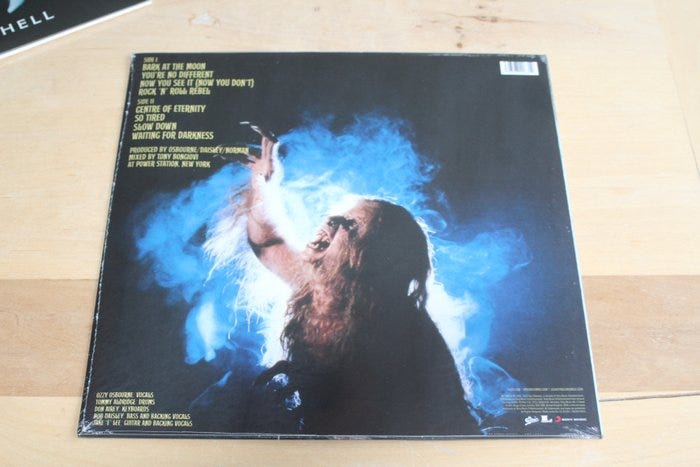 HELL
SIDE I
BARK AT THE MOON
YOU'RE NO DIFFERENT
NOW YOU SEE IT (NOW YOU DON'T)
ROCK 'N' ROLL REBEL
SIDE II
CENTRE OF ETERNITY
SO TIRED
SLOW DOWN
WAITING FOR DARKNESS
PRODUCED BY OSBOURNE/DAISLEY/NORMAN
MIXED BY TONY BONGIOVI
AT POWER STATION, NEW YORK
OZZY OSBOURNE, VOCALS
TOMMY ALDRIDGE, DRUMS
DON AIREY, KEYBOARDS
BOB DAISLEY, BASS AND BACKING VOCALS
JAKE 'E' LEE, GUITAR AND BACKING VOCALS
Epic